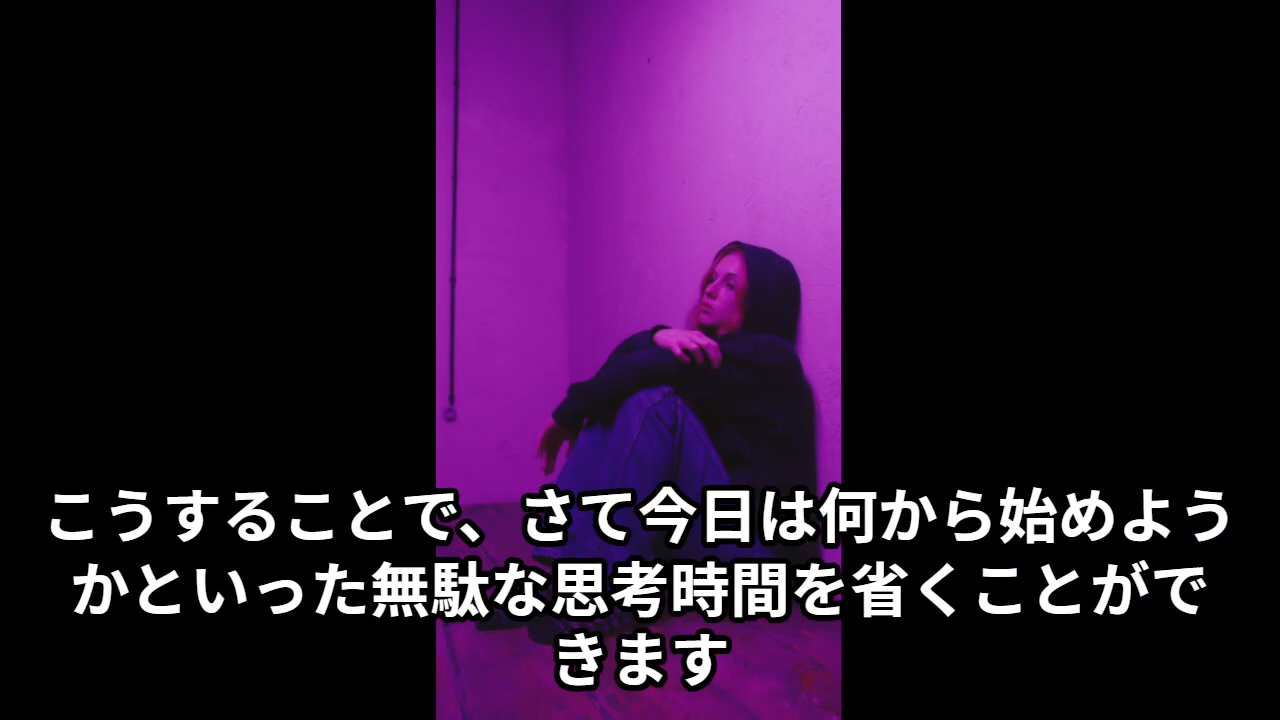 こうすることで、さて今日は何から始めよう
かといった無駄な思考時間を省くことがで
きます